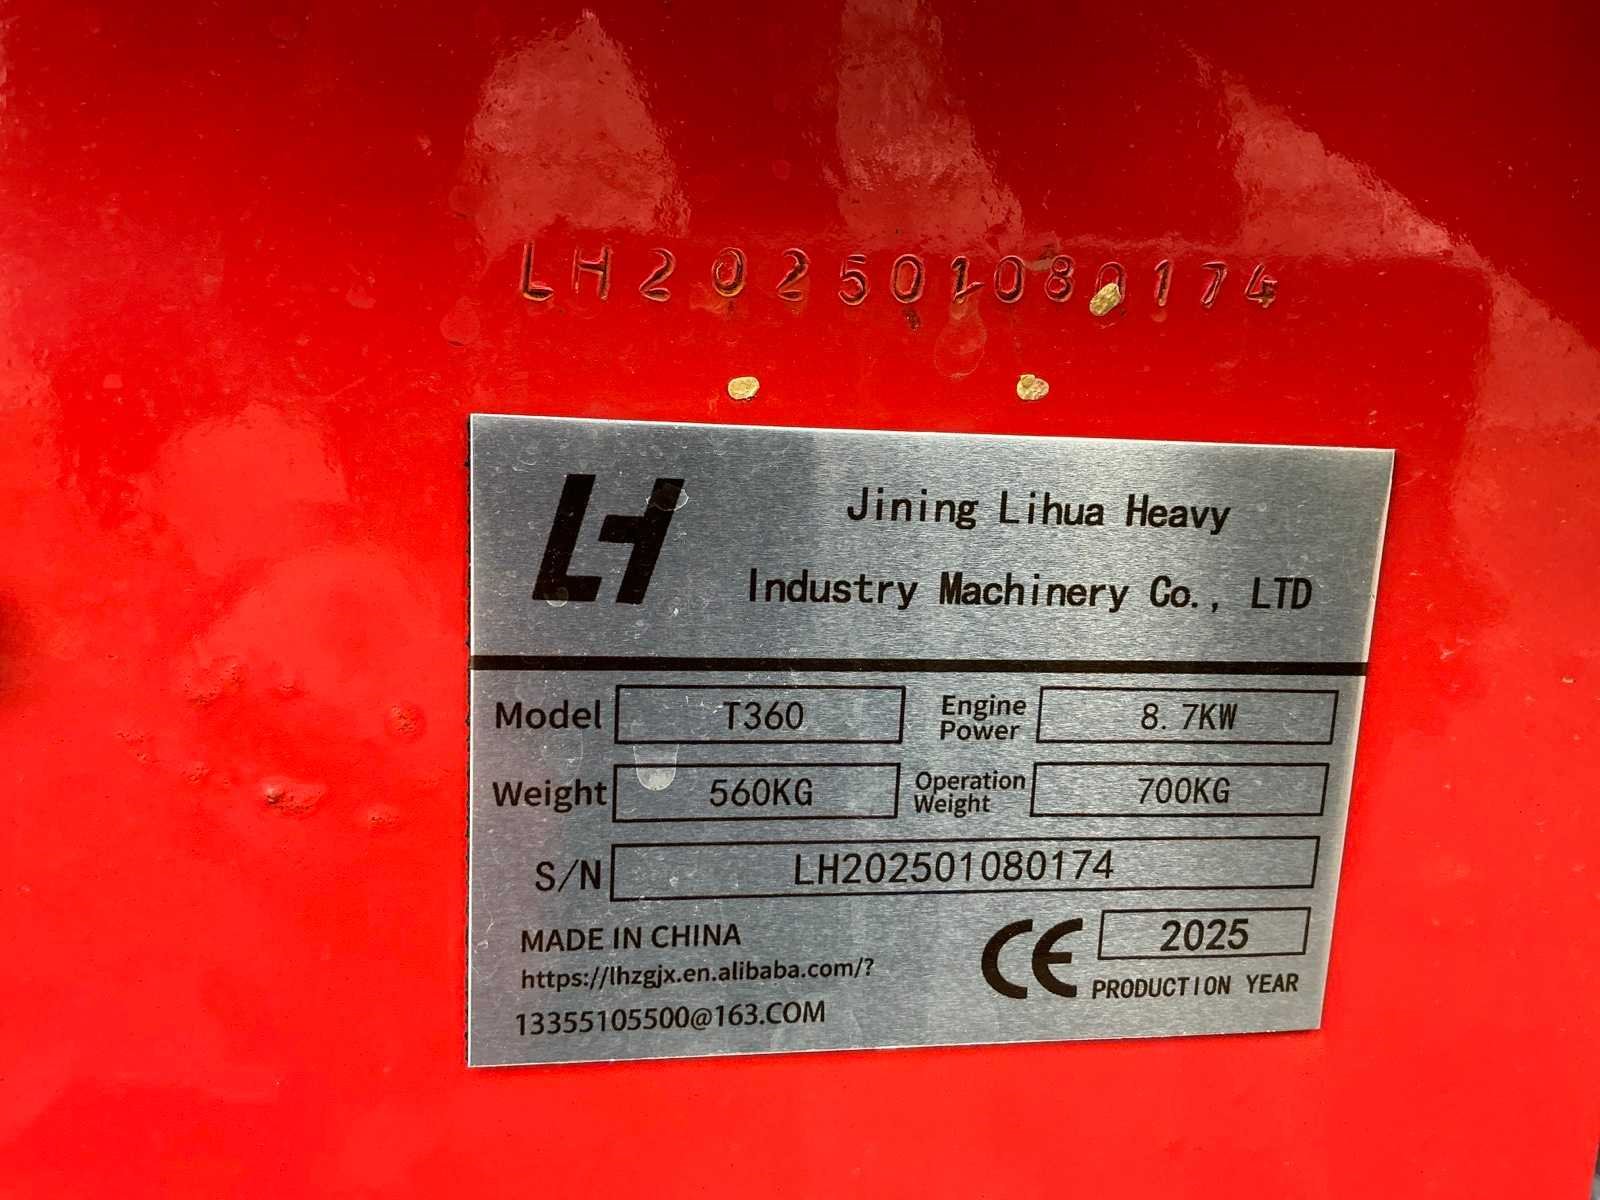 LH202501080174
LH
Jining Lihua Heavy
Industry Machinery Co., LTD
Model T360 Engine Power 8.7KW
Weight 560KG Operation Weight 700KG
S/N LH202501080174
MADE IN CHINA
https://lhzgjx.en.alibaba.com/?
13355105500@163.COM
CE 2025
PRODUCTION YEAR